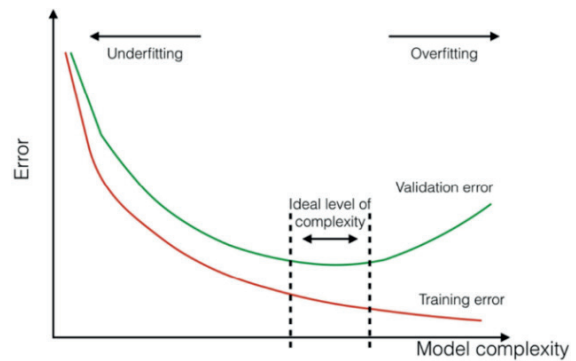 Underfitting
Overfitting
Error
Validation error
Ideal level of
complexity
Training error
Model complexity